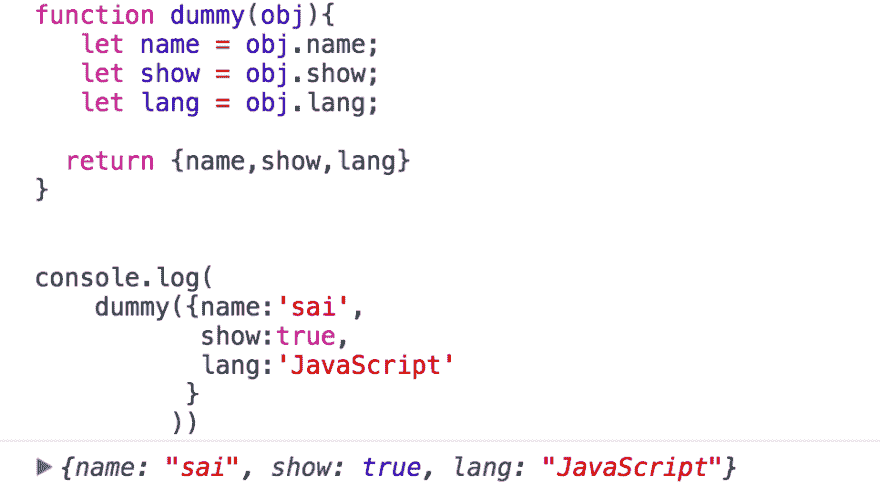 function dummy(obj){
   let name = obj.name;
   let show = obj.show;
   let lang = obj.lang;

  return {name,show,lang}
}

console.log(
    dummy({name:'sai',
           show:true,
           lang:'JavaScript'
          }
         ))
▶ {name: "sai", show: true, lang: "JavaScript"}